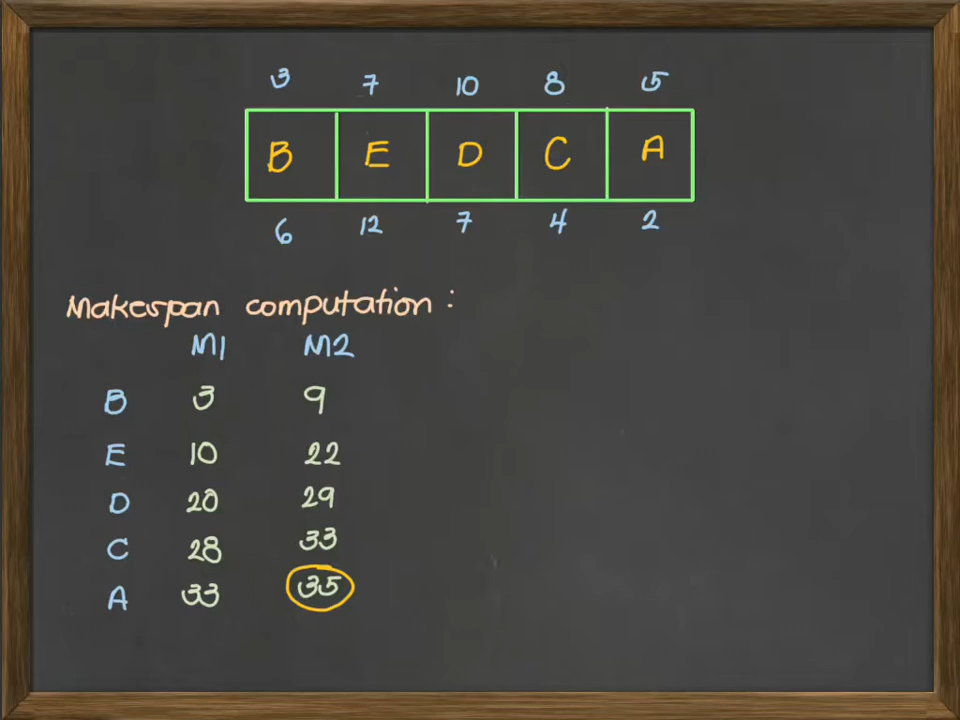 3 7 10 8 5
B E D C A
6 12 7 4 2
Makespan computation :
M1 M2
B 3 9
E 10 22
D 20 29
C 28 33
A 33 35